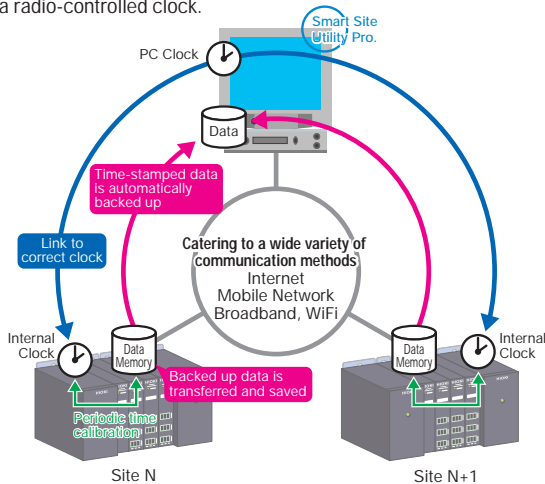 a radio-controlled clock.
Smart Site
Utility Pro.
PC Clock
Data
Time-stamped data
is automatically
backed up
Link to
correct clock
Catering to a wide variety of
communication methods
Internet
Mobile Network
Broadband, WiFi
Internal
Clock
Data
Memory
Data
Memory
Internal
Clock
HIOKI
HIOKI
Backed up data is
transferred and saved
Periodic time
calibration
Site N
Site N+1